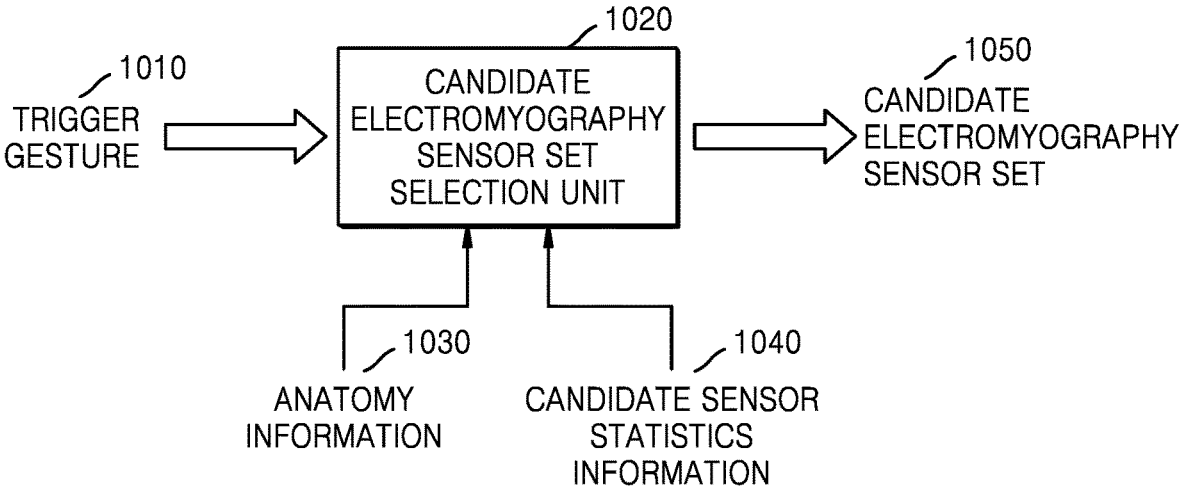 1010
TRIGGER
GESTURE
1020
CANDIDATE
ELECTROMYOGRAPHY
SENSOR SET
SELECTION UNIT
1050
CANDIDATE
ELECTROMYOGRAPHY
SENSOR SET
1030
ANATOMY
INFORMATION
1040
CANDIDATE SENSOR
STATISTICS
INFORMATION